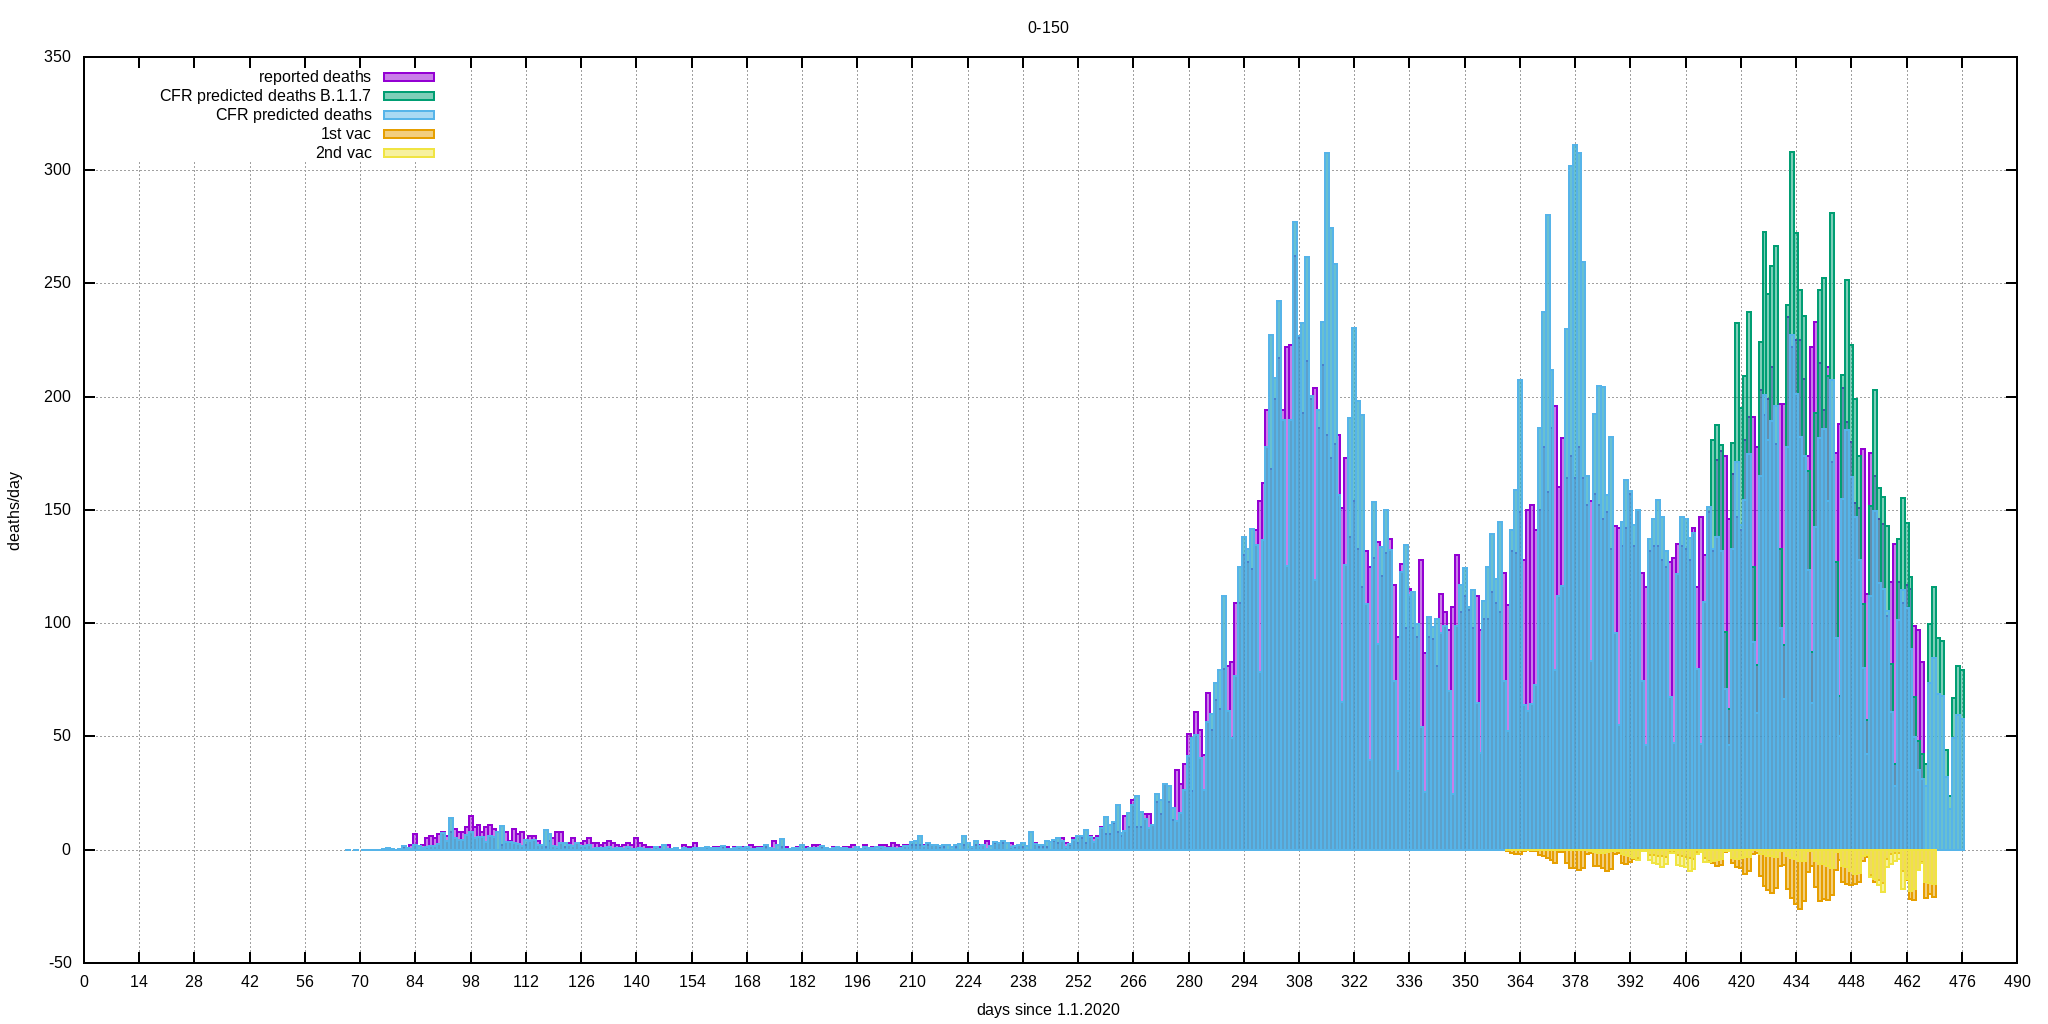 0-150
350
300
250
200
150
100
50
0
-50
deaths/day
reported deaths
CFR predicted deaths B.1.1.7
CFR predicted deaths
1st vac
2nd vac
0 14 28 42 56 70 84 98 112 126 140 154 168 182 196 210 224 238 252 266 280 294 308 322 336 350 364 378 392 406 420 434 448 462 476 490
days since 1.1.2020